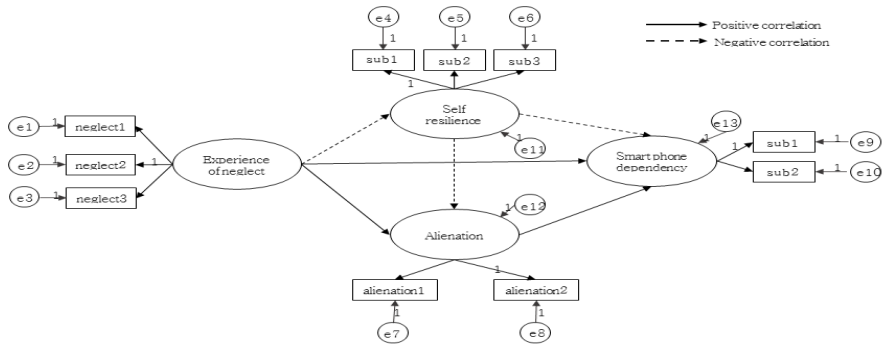 e4
e5
e6
Positive correlation
Negative correlation
1
1
1
sub1
sub2
sub3
1
e1
1
neglect1
Self
resilience
e13
1
e11
1
sub1
1
e9
e2
1
neglect2
1
Experience
of neglect
Smart phone
dependency
1
sub2
1
e10
e3
1
neglect3
1
e12
Alienation
1
alienation1
alienation2
1
1
e7
e8